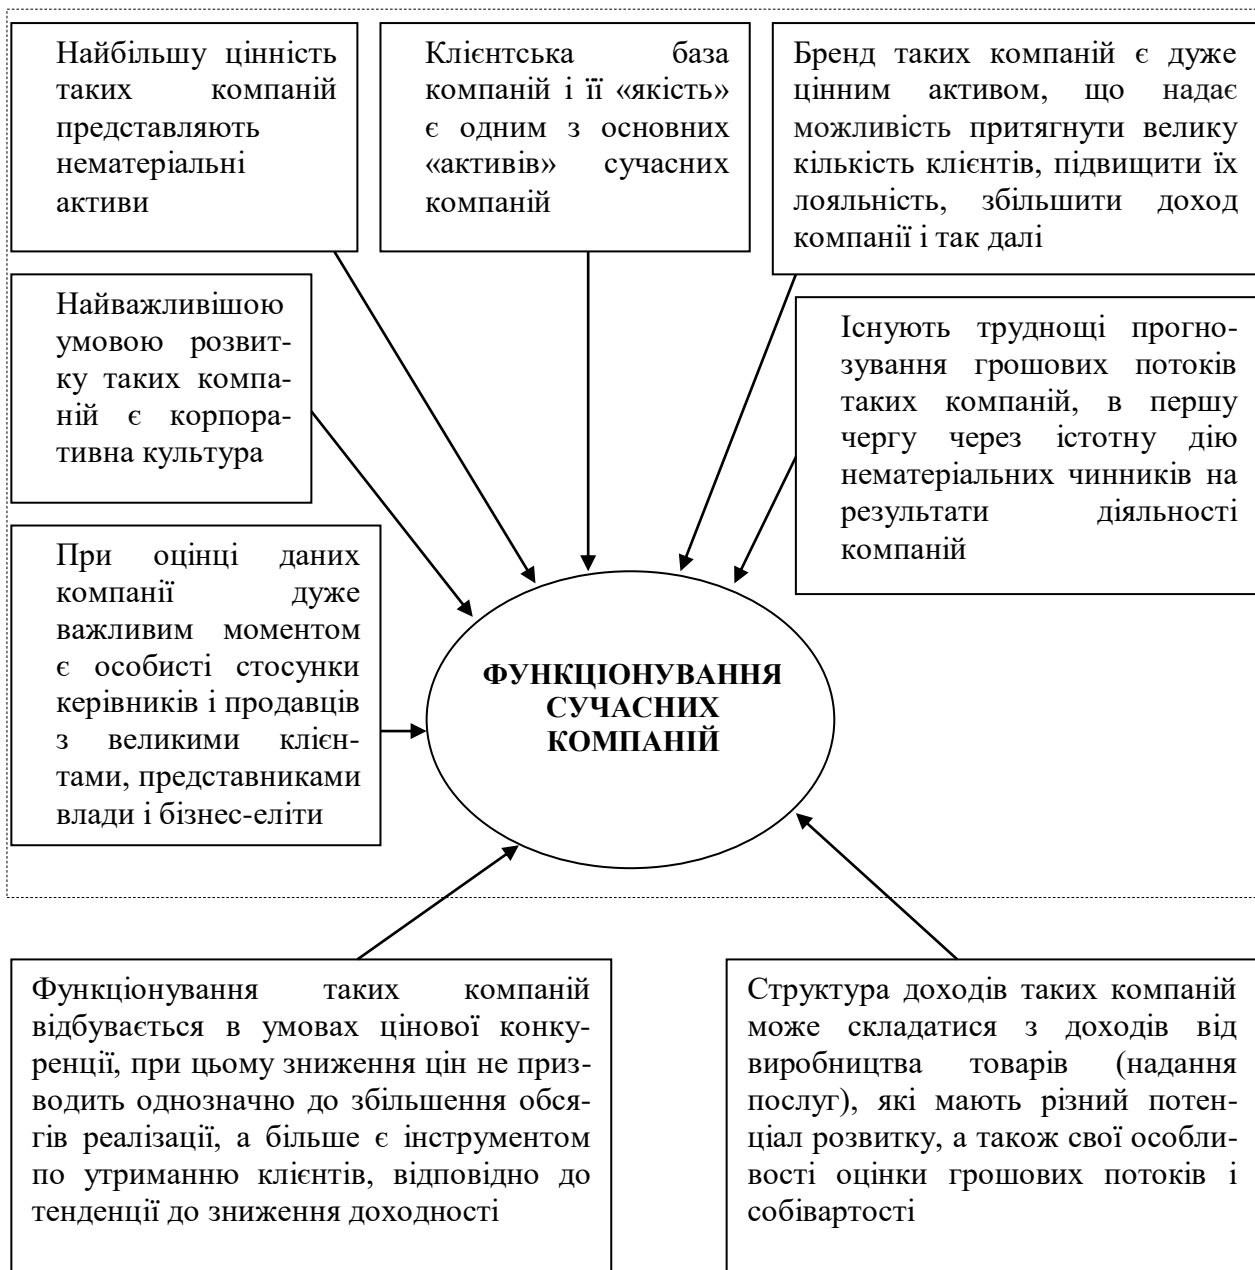 Найбільшу цінність
таких компаній
представляють
нематеріальні
активи
Клієнтська база
компаній і її «якість»
є одним з основних
«активів» сучасних
компаній
Бренд таких компаній є дуже
цінним активом, що надає
можливість притягнути велику
кількість клієнтів, підвищити їх
лояльність, збільшити доход
компанії і так далі
Найважливішою
умовою розвит-
ку таких компа-
ній є корпора-
тивна культура
Існують труднощі прогно-
зування грошових потоків
таких компаній, в першу
чергу через істотну дію
нематеріальних чинників на
результати діяльності
компаній
При оцінці даних
компанії дуже
важливим моментом
є особисті стосунки
керівників і продавців
з великими клієн-
тами, представниками
влади і бізнес-еліти
ФУНКЦІОНУВАННЯ
СУЧАСНИХ
КОМПАНІЙ
Функціонування таких компаній
відбувається в умовах цінової конку-
ренції, при цьому зниження цін не приз-
водить однозначно до збільшення обся-
гів реалізації, а більше є інструментом
по утриманню клієнтів, відповідно до
тенденції до зниження доходності
Структура доходів таких компаній
може складатися з доходів від
виробництва товарів (надання
послуг), які мають різний потен-
ціал розвитку, а також свої особли-
вості оцінки грошових потоків і
собівартості